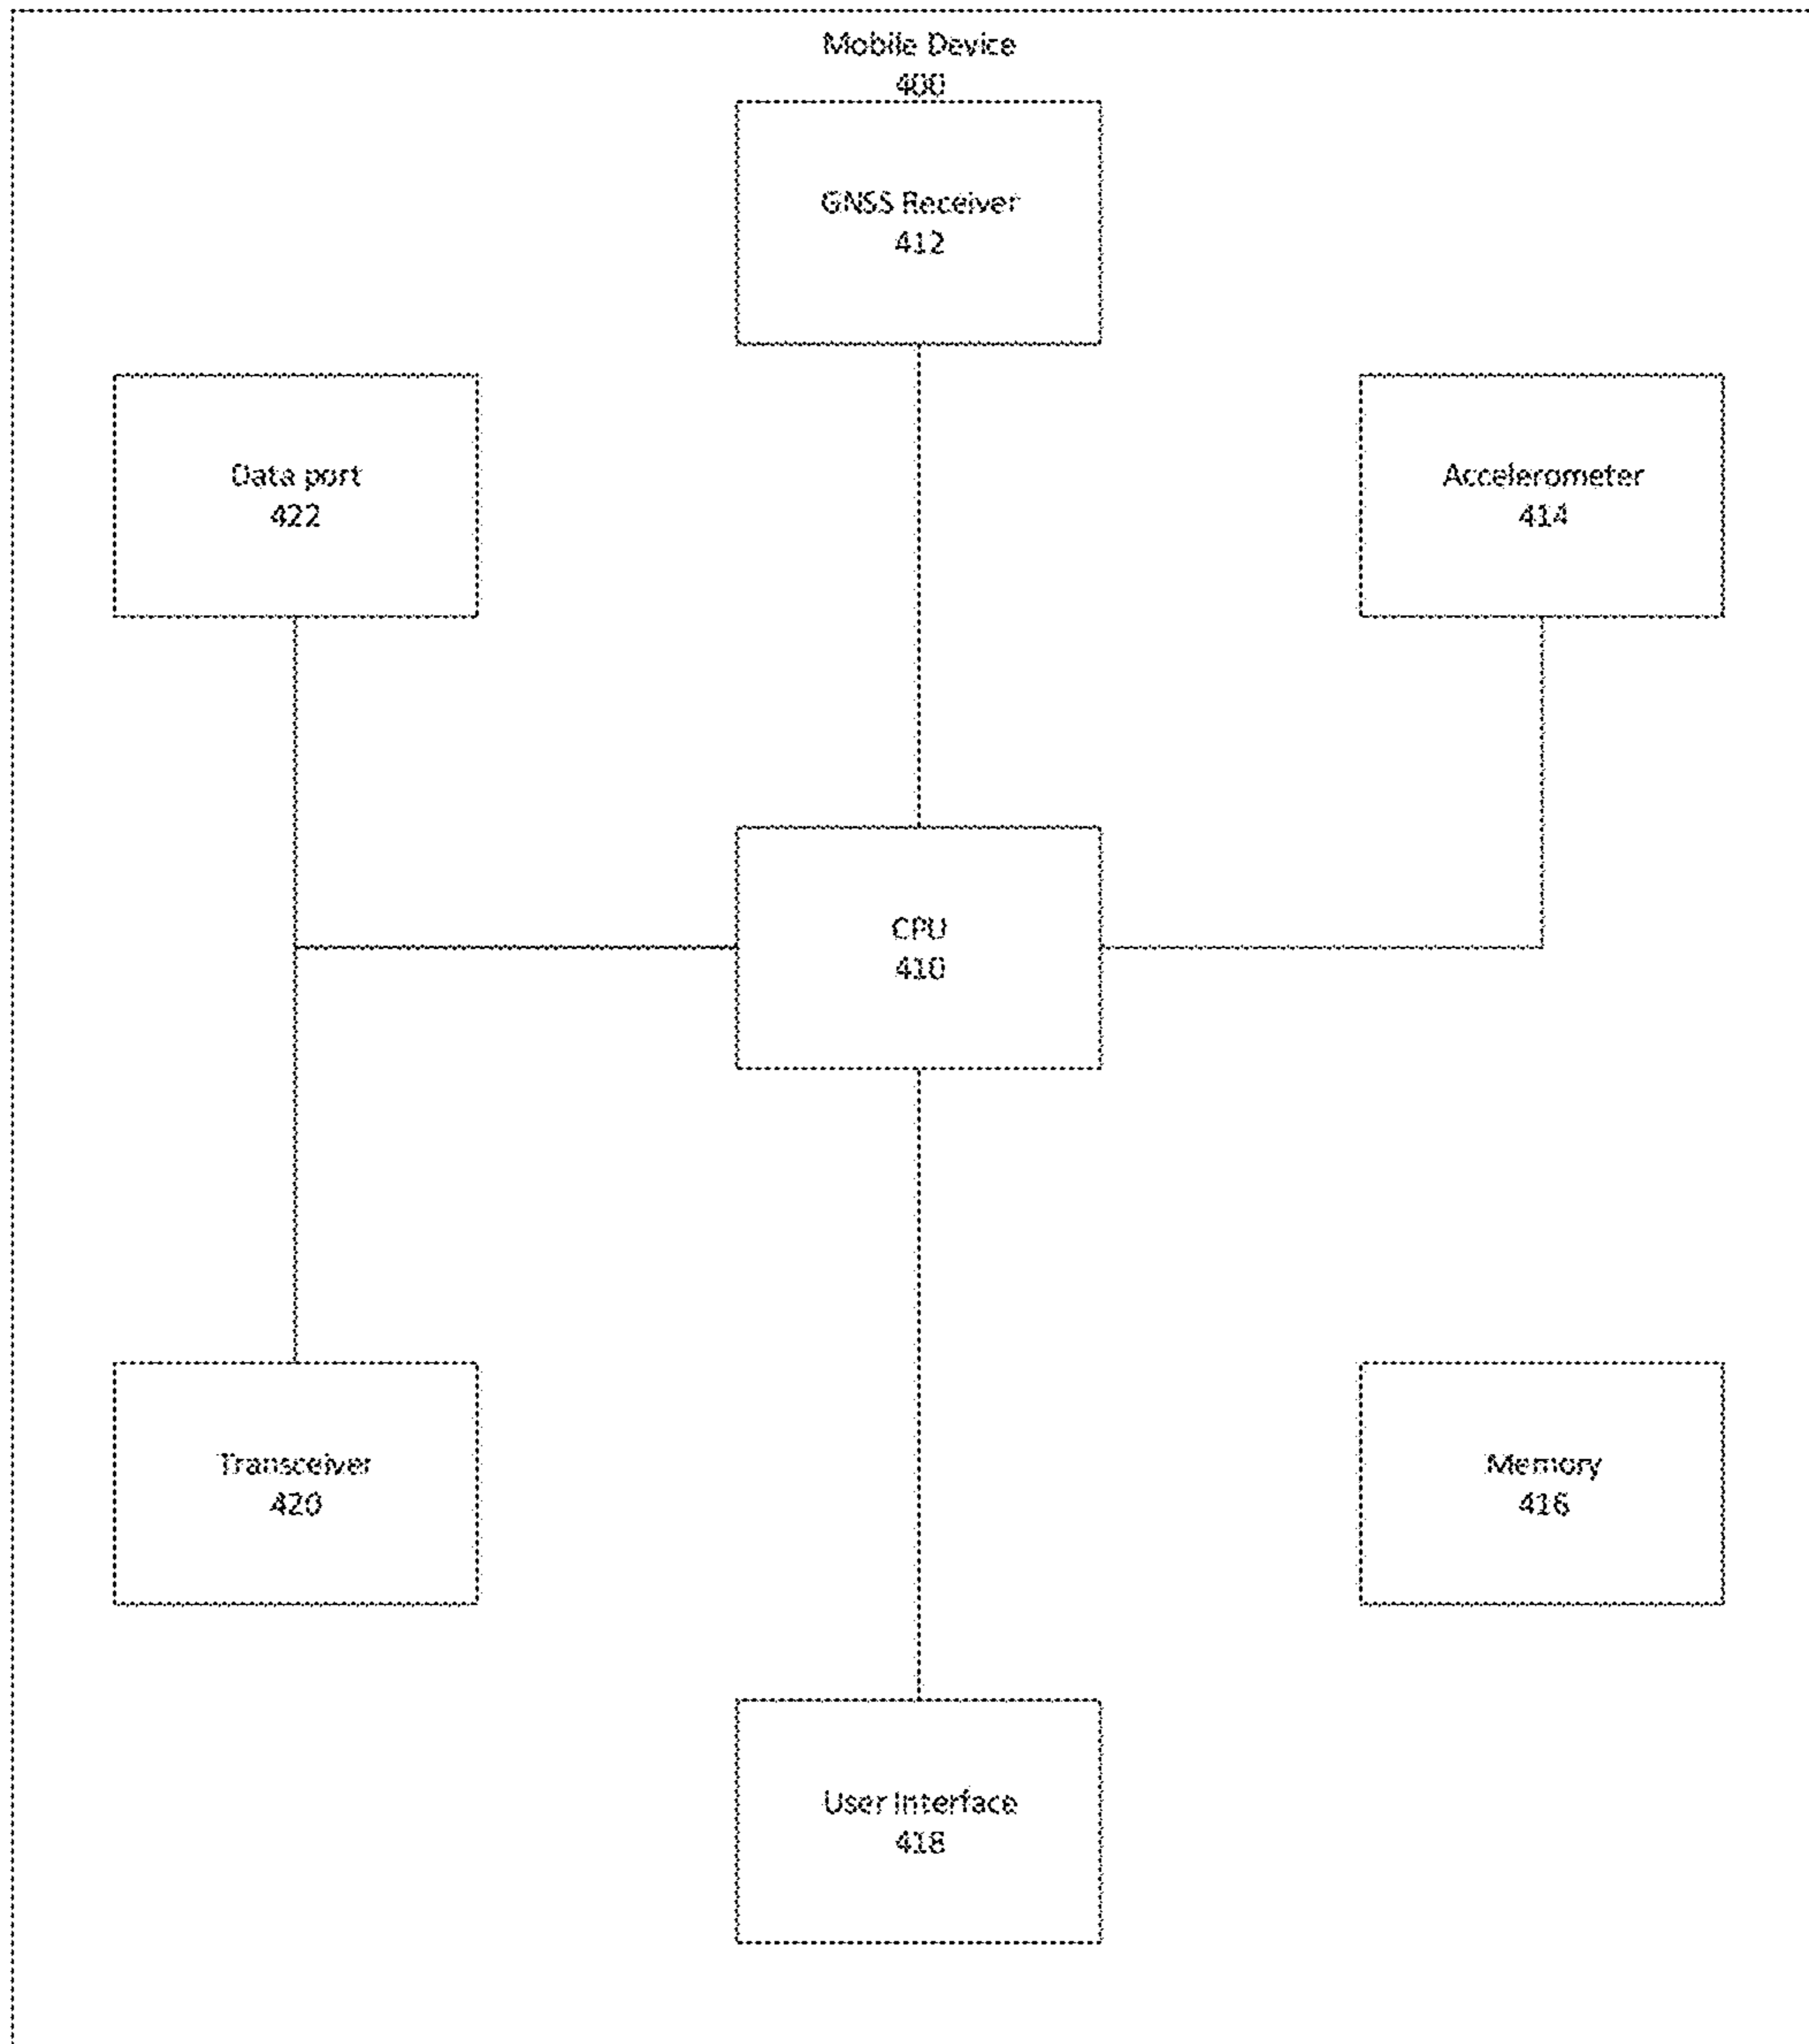 Mobile Device
400
GNSS Receiver
412
Data port
422
Accelerometer
414
CPU
410
Transceiver
420
Memory
416
User Interface
418